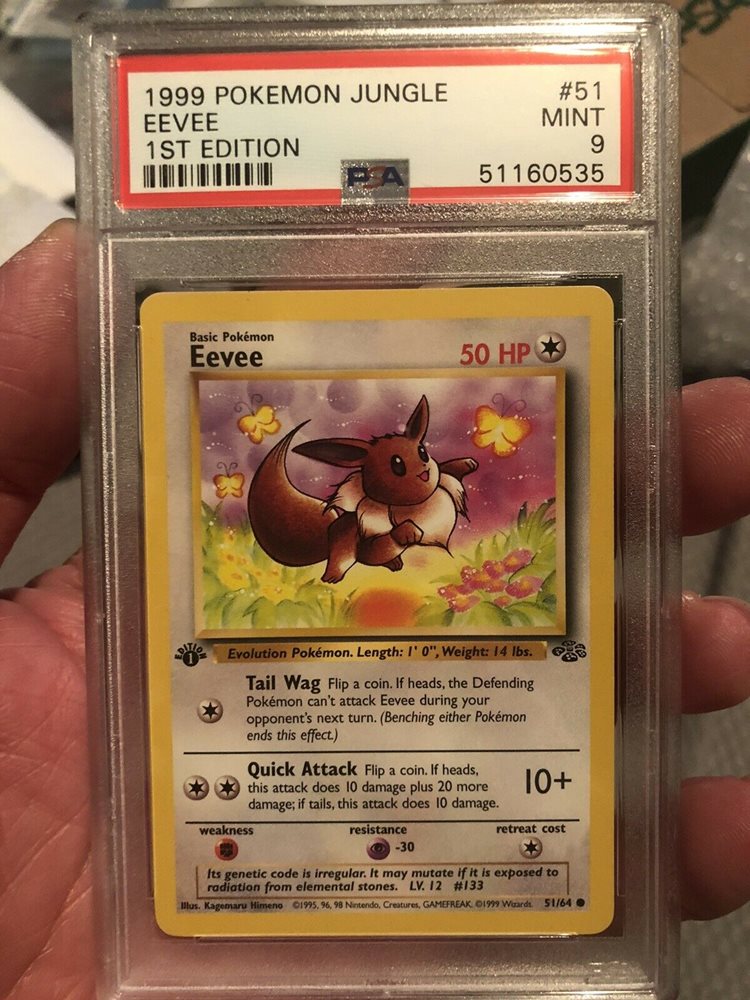 1999 POKEMON JUNGLE #51
EEVEE MINT
1ST EDITION 9
PSA 51160535
Basic Pokémon
Eevee 50 HP
EDITION 1
Evolution Pokémon. Length: 1' 0", Weight: 14 lbs.
Tail Wag Flip a coin. If heads, the Defending
Pokémon can't attack Eevee during your
opponent's next turn. (Benching either Pokémon
ends this effect.)
Quick Attack Flip a coin. If heads,
this attack does 10 damage plus 20 more
damage; if tails, this attack does 10 damage.
10+
weakness resistance retreat cost
-30
Its genetic code is irregular. It may mutate if it is exposed to
radiation from elemental stones. LV. 12 #133
Illus. Kagemaru Himeno ©1995, 96, 98 Nintendo, Creatures, GAMEFREAK. ©1999 Wizards. 51/64